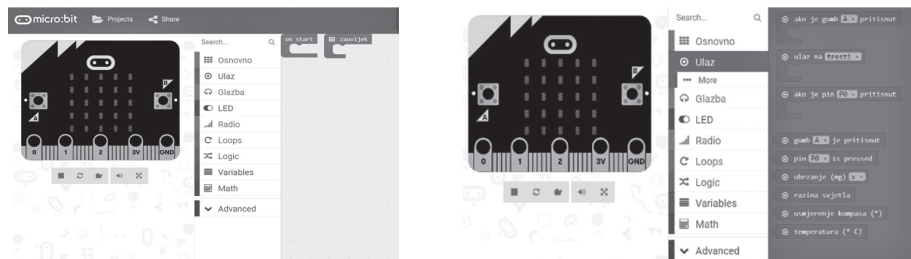 micro:bit Projects Share
Search...
Osnovno
Ulaz
Glazba
LED
Radio
Loops
Logic
Variables
Math
Advanced
on start zauvijek
A
B
0 1 2 3V GND
Search...
Osnovno
Ulaz
More
Glazba
LED
Radio
Loops
Logic
Variables
Math
Advanced
A
B
0 1 2 3V GND
ako je gumb A pritisnut
ulaz na tresti
ako je pin P0 pritisnut
gumb A je pritisnut
pin P0 is pressed
ubrzanje (mg) x
razina svjetla
usmjerenje kompasa (°)
temperatura (° C)